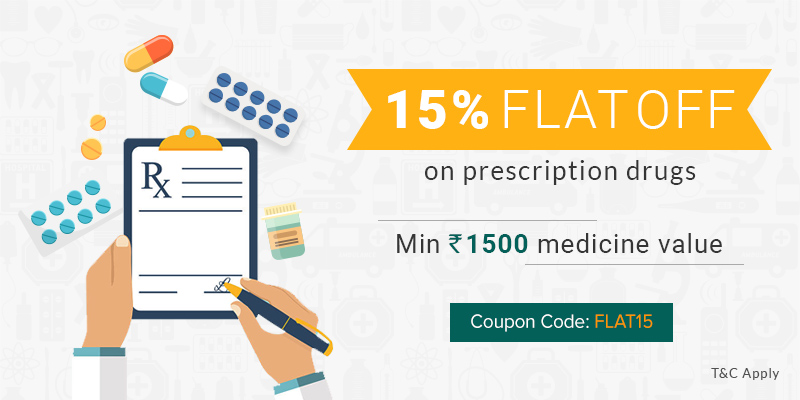 15% FLAT OFF
on prescription drugs
Min ₹1500 medicine value
Coupon Code: FLAT15
T&C Apply
Rx